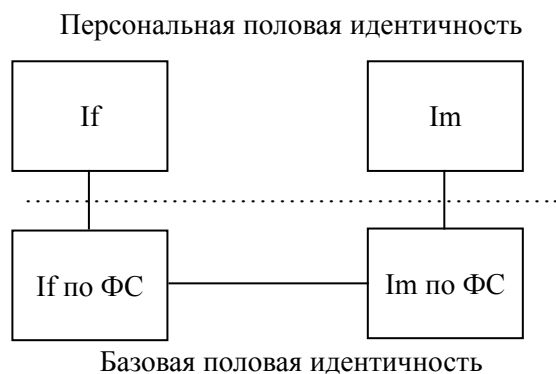 Персональная половая идентичность
If
Im
If по ФС
Im по ФС
Базовая половая идентичность